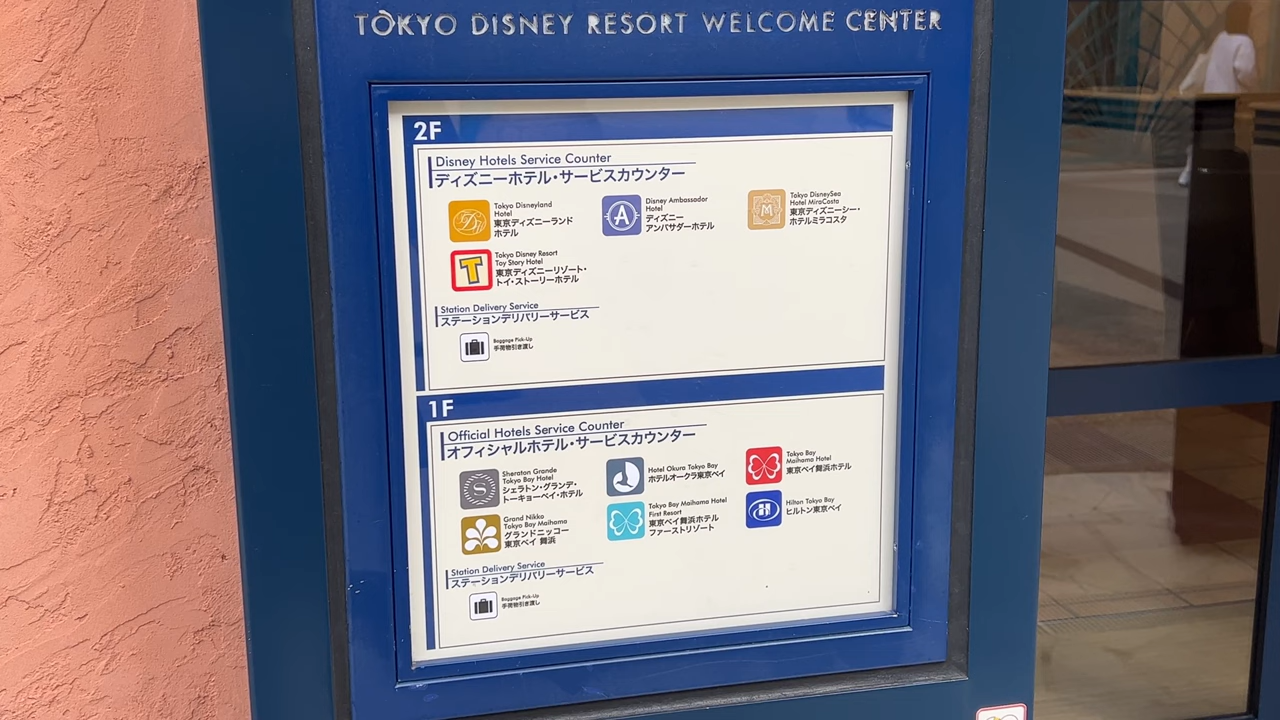 TOKYO DISNEY RESORT WELCOME CENTER
2F
Disney Hotels Service Counter
ディズニーホテル・サービスカウンター
Tokyo Disneyland
Hotel
東京ディズニーランド
ホテル
A
Disney Ambassador
Hotel
ディズニー
アンバサダーホテル
M
Tokyo DisneySea
Hotel MiraCosta
東京ディズニーシー・
ホテルミラコスタ
T
Tokyo Disney Resort
Toy Story Hotel
東京ディズニーリゾート・
トイ・ストーリーホテル
Station Delivery Service
ステーションデリバリーサービス
Baggage Pick-Up
手荷物引き渡し
1F
Official Hotels Service Counter
オフィシャルホテル・サービスカウンター
S
Sheraton Grande
Tokyo Bay Hotel
シェラトン・グランデ・
トーキョーベイ・ホテル
Hotel Okura Tokyo Bay
ホテルオークラ東京ベイ
Tokyo Bay
Maihama Hotel
東京ベイ舞浜ホテル
Grand Nikko
Tokyo Bay Maihama
グランドニッコー
東京ベイ 舞浜
Tokyo Bay Maihama Hotel
First Resort
東京ベイ舞浜ホテル
ファーストリゾート
H
Hilton Tokyo Bay
ヒルトン東京ベイ
Station Delivery Service
ステーションデリバリーサービス
Baggage Pick-Up
手荷物引き渡し